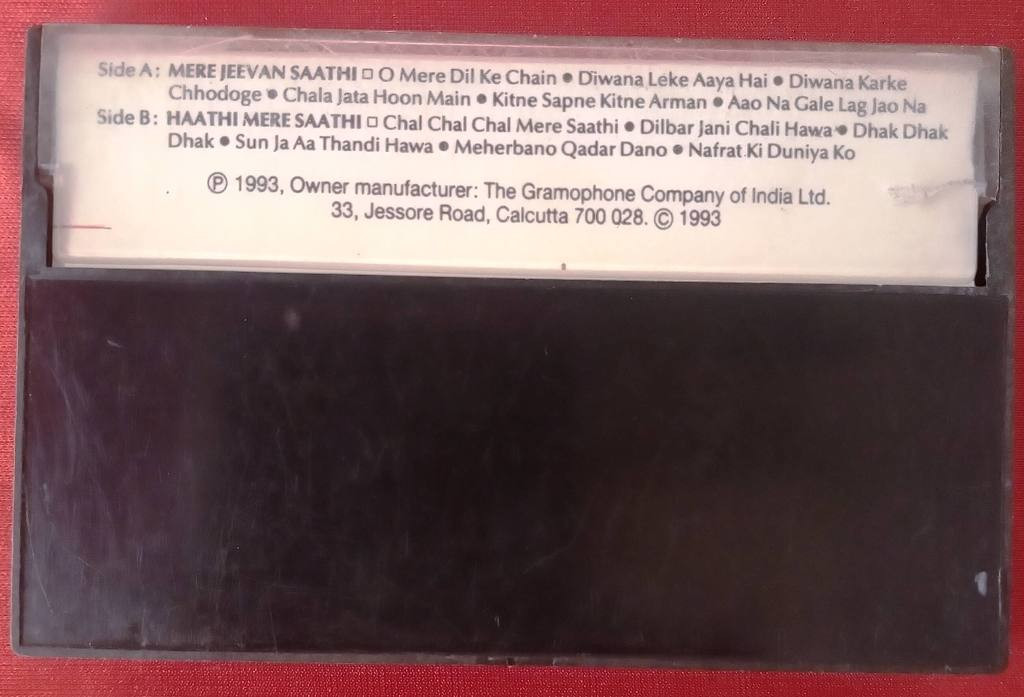 Side A: MERE JEEVAN SAATHI □ O Mere Dil Ke Chain ● Diwana Leke Aaya Hai ● Diwana Karke
Chhodoge ● Chala Jata Hoon Main ● Kitne Sapne Kitne Arman ● Aao Na Gale Lag Jao Na
Side B: HAATHI MERE SAATHI □ Chal Chal Chal Mere Saathi ● Dilbar Jani Chali Hawa ● Dhak Dhak
Dhak ● Sun Ja Aa Thandi Hawa ● Meherbano Qadar Dano ● Nafrat Ki Duniya Ko
℗ 1993, Owner manufacturer: The Gramophone Company of India Ltd.
33, Jessore Road, Calcutta 700 028. © 1993